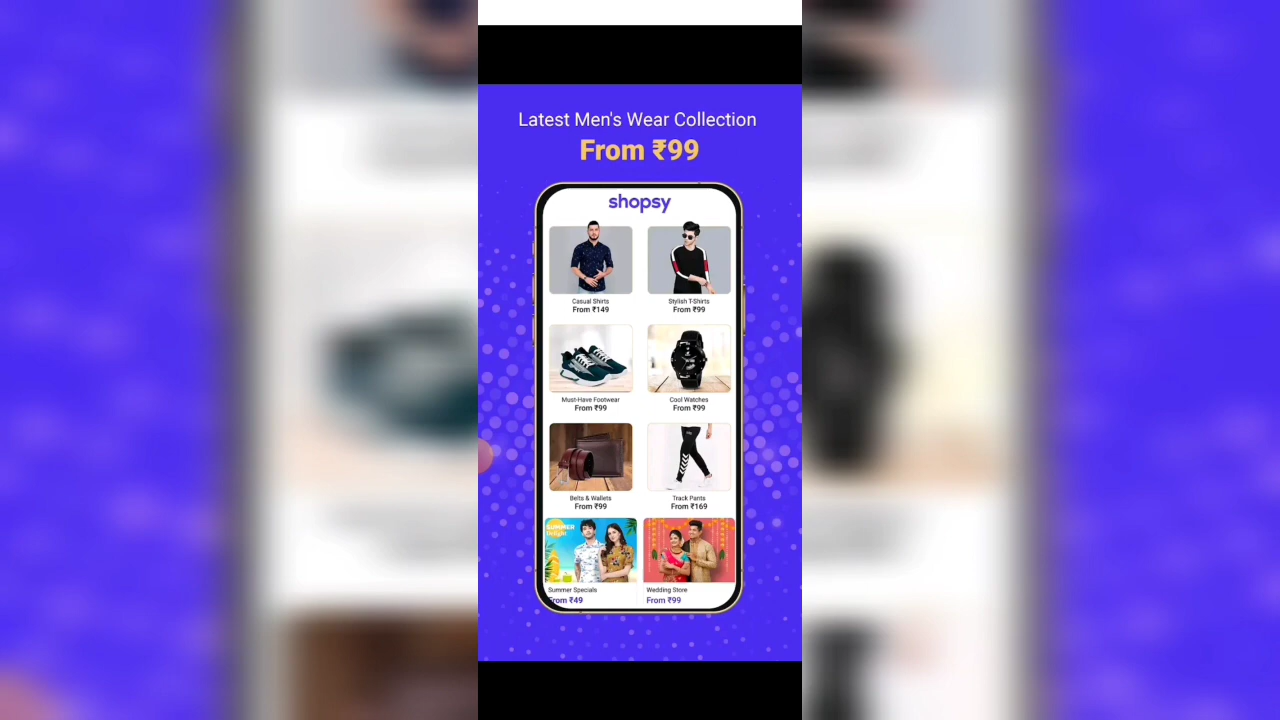 Latest Men's Wear Collection
From ₹99
shopsy
Casual Shirts
From ₹149
Stylish T-Shirts
From ₹99
Must-Have Footwear
From ₹99
Cool Watches
From ₹99
Belts & Wallets
From ₹99
Track Pants
From ₹169
SUMMER
Delight
Summer Specials
From ₹49
Wedding Store
From ₹99